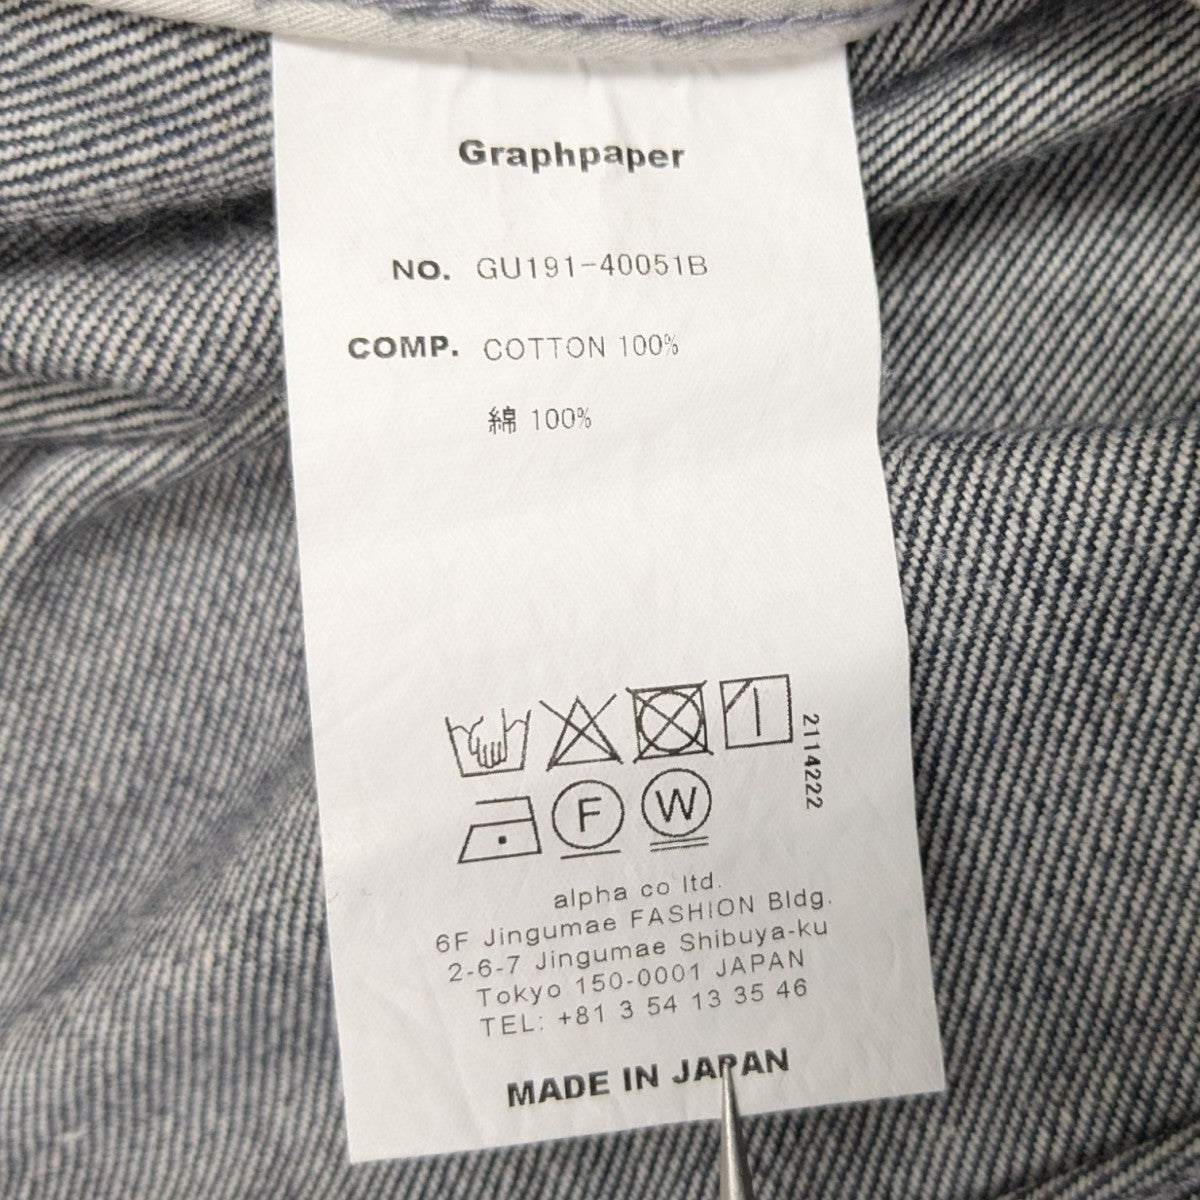 Graphpaper
NO. GU191-40051B
COMP. COTTON 100%
綿 100%
2114222
F
W
alpha co ltd.
6F Jingumae FASHION Bldg.
2-6-7 Jingumae Shibuya-ku
Tokyo 150-0001 JAPAN
TEL: +81 3 54 13 35 46
MADE IN JAPAN